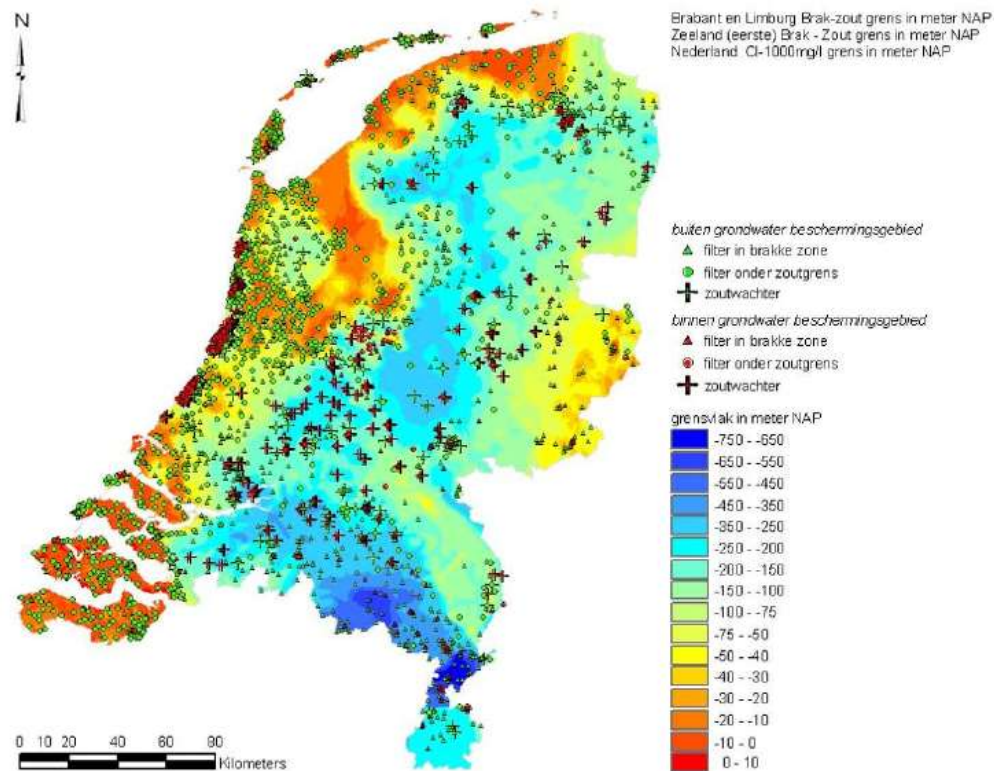 N
Brabant en Limburg Brak-zout grens in meter NAP
Zeeland (eerste) Brak - Zout grens in meter NAP
Nederland Cl-1000mg/l grens in meter NAP
buiten grondwater beschermingsgebied
filter in brakke zone
filter onder zoutgrens
zoutwachter
binnen grondwater beschermingsgebied
filter in brakke zone
filter onder zoutgrens
zoutwachter
grensvlak in meter NAP
-750 - -650
-650 - -550
-550 - -450
-450 - -350
-350 - -250
-250 - -200
-200 - -150
-150 - -100
-100 - -75
-75 - -50
-50 - -40
-40 - -30
-30 - -20
-20 - -10
-10 - 0
0 - 10
0 10 20 40 60 80
Kilometers